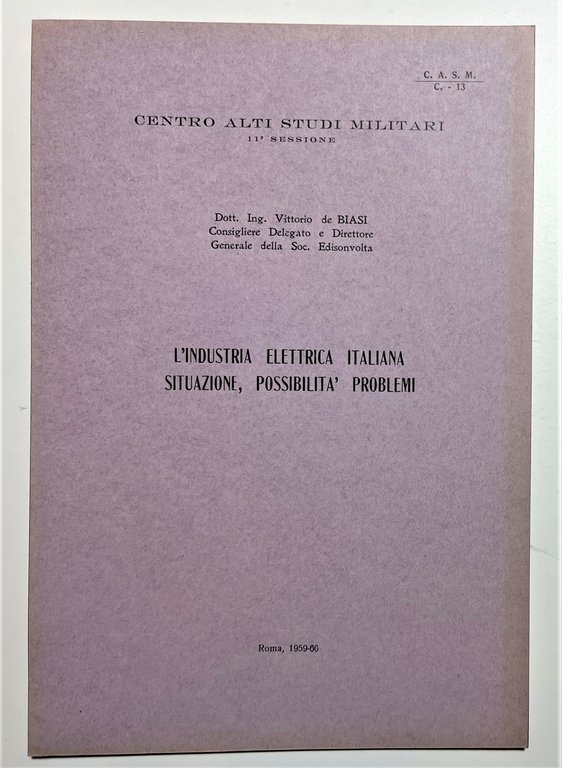 C. A. S. M.
C. - 13
CENTRO ALTI STUDI MILITARI
11ª SESSIONE
Dott. Ing. Vittorio de BIASI
Consigliere Delegato e Direttore
Generale della Soc. Edisonvolta
L'INDUSTRIA ELETTRICA ITALIANA
SITUAZIONE, POSSIBILITA' PROBLEMI
Roma, 1959-60